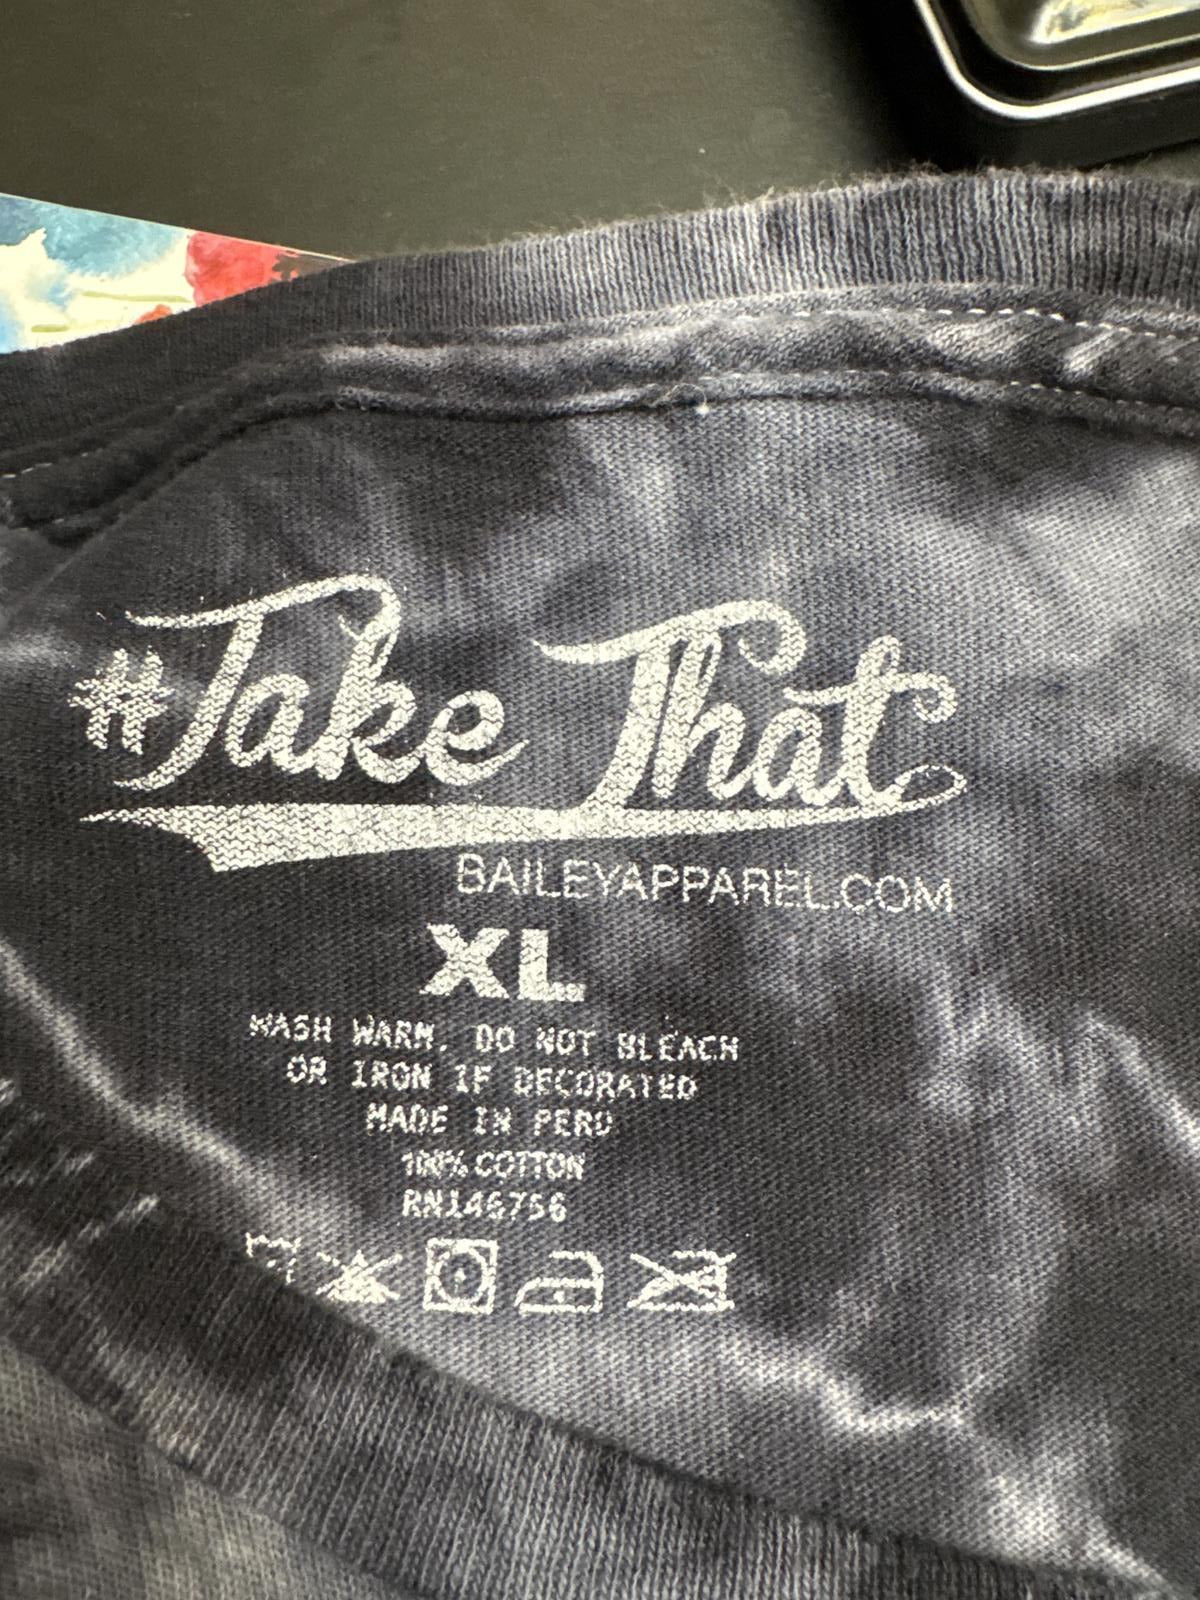 #Take That
BAILEYAPPAREL.COM
XL
WASH WARM. DO NOT BLEACH
OR IRON IF DECORATED
MADE IN PERU
100% COTTON
RN146756